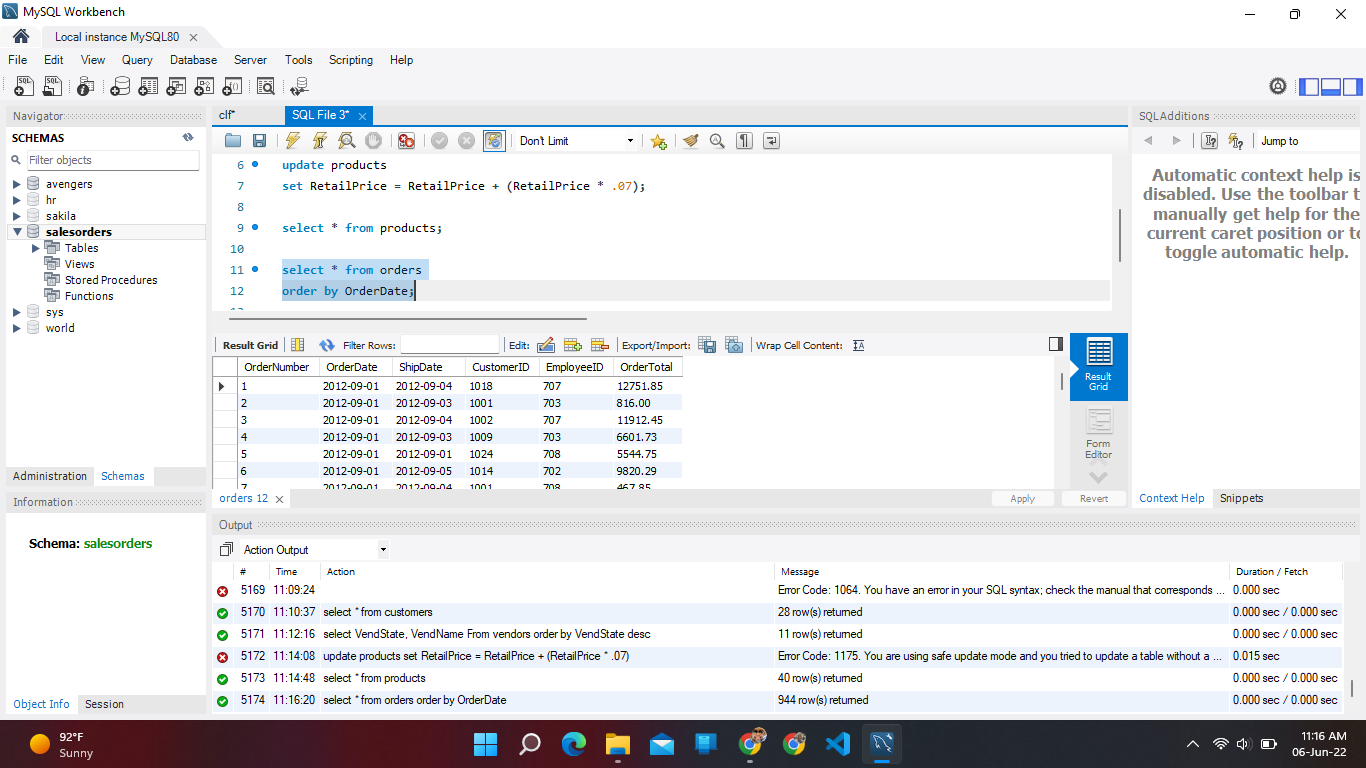 MySQL Workbench
Local instance MySQL80
File Edit View Query Database Server Tools Scripting Help
Navigator
SCHEMAS
Filter objects
avengers
hr
sakila
salesorders
Tables
Views
Stored Procedures
Functions
sys
world
Administration Schemas
Information
Schema: salesorders
Object Info Session
clf* SQL File 3*
Don't Limit
6 update products
7 set RetailPrice = RetailPrice + (RetailPrice * .07);
8
9 select * from products;
10
11 select * from orders
12 order by OrderDate;
Result Grid Filter Rows: Edit: Export/Import: Wrap Cell Content: IA
OrderNumber OrderDate ShipDate CustomerID EmployeeID OrderTotal
1 2012-09-01 2012-09-04 1018 707 12751.85
2 2012-09-01 2012-09-03 1001 703 816.00
3 2012-09-01 2012-09-04 1002 707 11912.45
4 2012-09-01 2012-09-03 1009 703 6601.73
5 2012-09-01 2012-09-01 1024 708 5544.75
6 2012-09-01 2012-09-05 1014 702 9820.29
7 2012-09-01 2012-09-04 1001 708 467.85
Result Grid
Form Editor
orders 12 Apply Revert
SQLAdditions
Jump to
Automatic context help is
disabled. Use the toolbar t
manually get help for the
current caret position or to
toggle automatic help.
Context Help Snippets
Output
Action Output
# Time Action Message Duration / Fetch
5169 11:09:24 Error Code: 1064. You have an error in your SQL syntax; check the manual that corresponds ... 0.000 sec
5170 11:10:37 select * from customers 28 row(s) returned 0.000 sec / 0.000 sec
5171 11:12:16 select VendState, VendName From vendors order by VendState desc 11 row(s) returned 0.000 sec / 0.000 sec
5172 11:14:08 update products set RetailPrice = RetailPrice + (RetailPrice * .07) Error Code: 1175. You are using safe update mode and you tried to update a table without a ... 0.015 sec
5173 11:14:48 select * from products 40 row(s) returned 0.000 sec / 0.000 sec
5174 11:16:20 select * from orders order by OrderDate 944 row(s) returned 0.000 sec / 0.000 sec
92°F
Sunny
11:16 AM
06-Jun-22